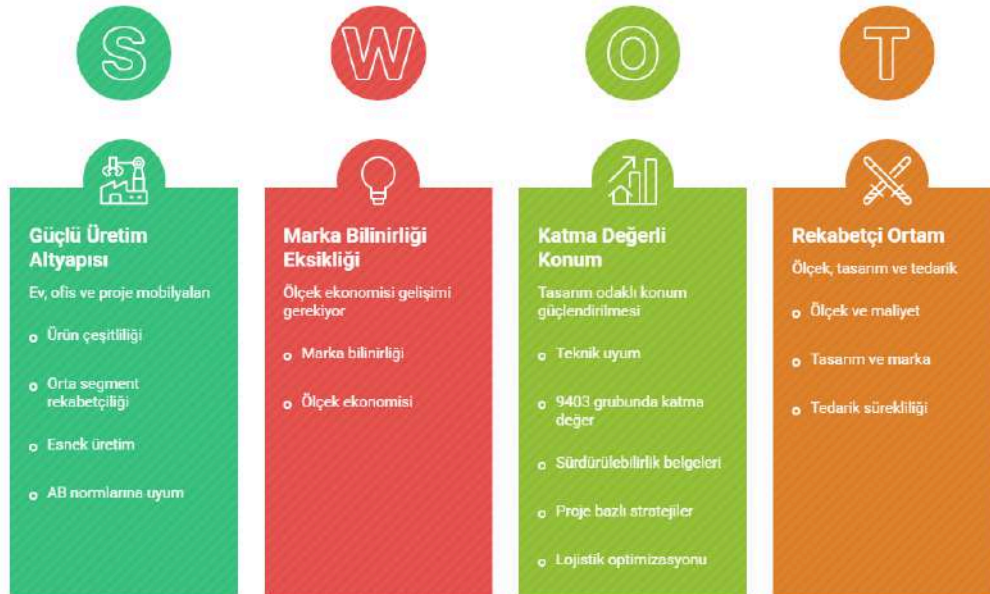 S
W
O
T
Güçlü Üretim
Altyapısı
Ev, ofis ve proje mobilyaları
Ürün çeşitliliği
Orta segment
rekabetçiliği
Esnek üretim
AB normlarına uyum
Marka Bilinirliği
Eksikliği
Ölçek ekonomisi gelişimi
gerekiyor
Marka bilinirliği
Ölçek ekonomisi
Katma Değerli
Konum
Tasarım odaklı konum
güçlendirilmesi
Teknik uyum
9403 grubunda katma
değer
Sürdürülebilirlik belgeleri
Proje bazlı stratejiler
Lojistik optimizasyonu
Rekabetçi Ortam
Ölçek, tasarım ve tedarik
Ölçek ve maliyet
Tasarım ve marka
Tedarik sürekliliği